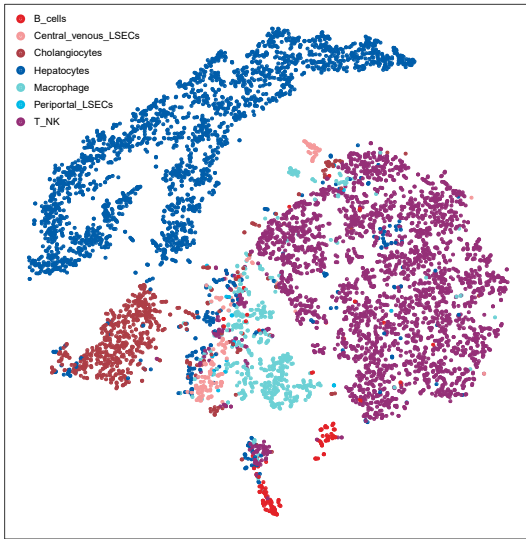 B_cells
Central_venous_LSECs
Cholangiocytes
Hepatocytes
Macrophage
Periportal_LSECs
T_NK